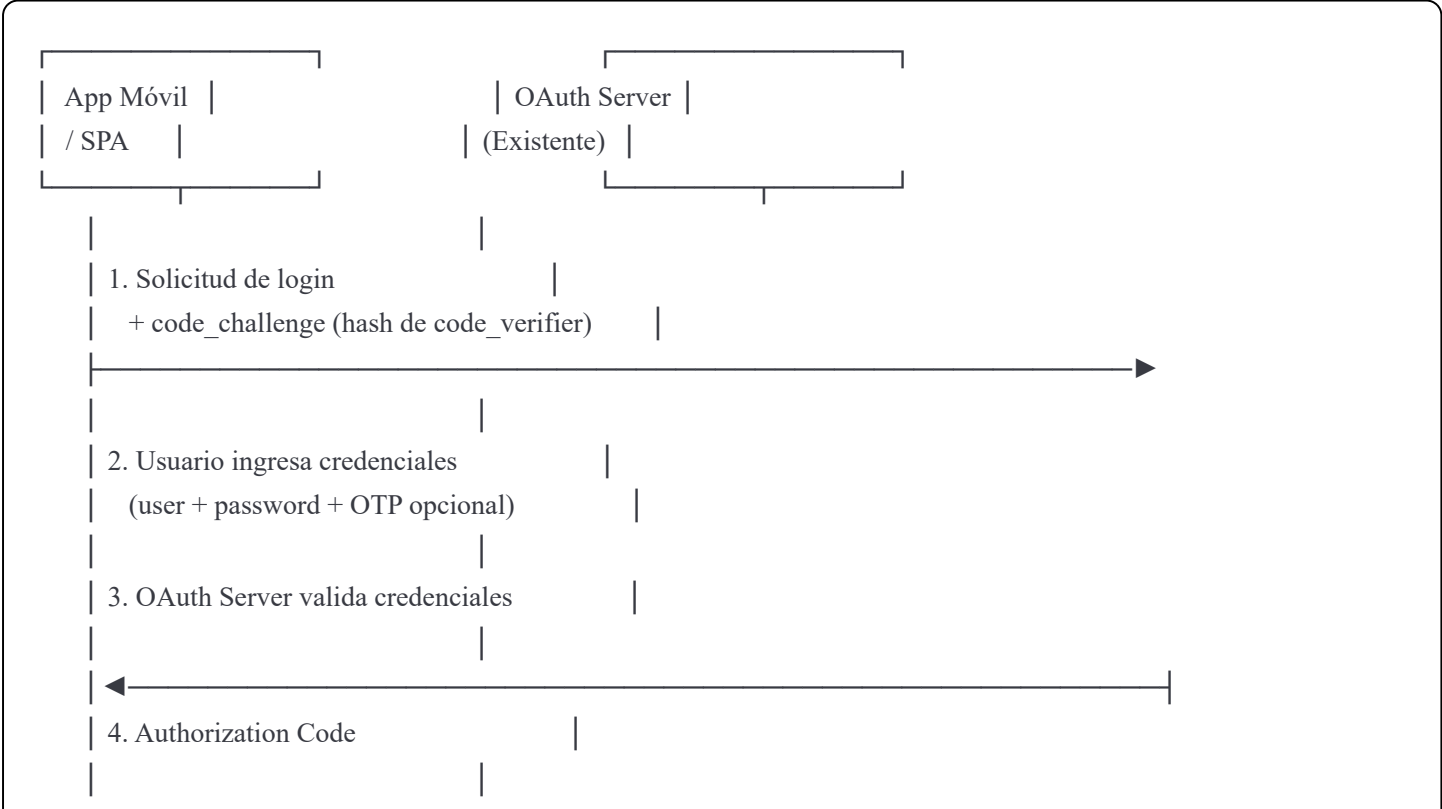 App Móvil OAuth Server
/ SPA (Existente)
1. Solicitud de login
+ code_challenge (hash de code_verifier)
2. Usuario ingresa credenciales
(user + password + OTP opcional)
3. OAuth Server valida credenciales
4. Authorization Code